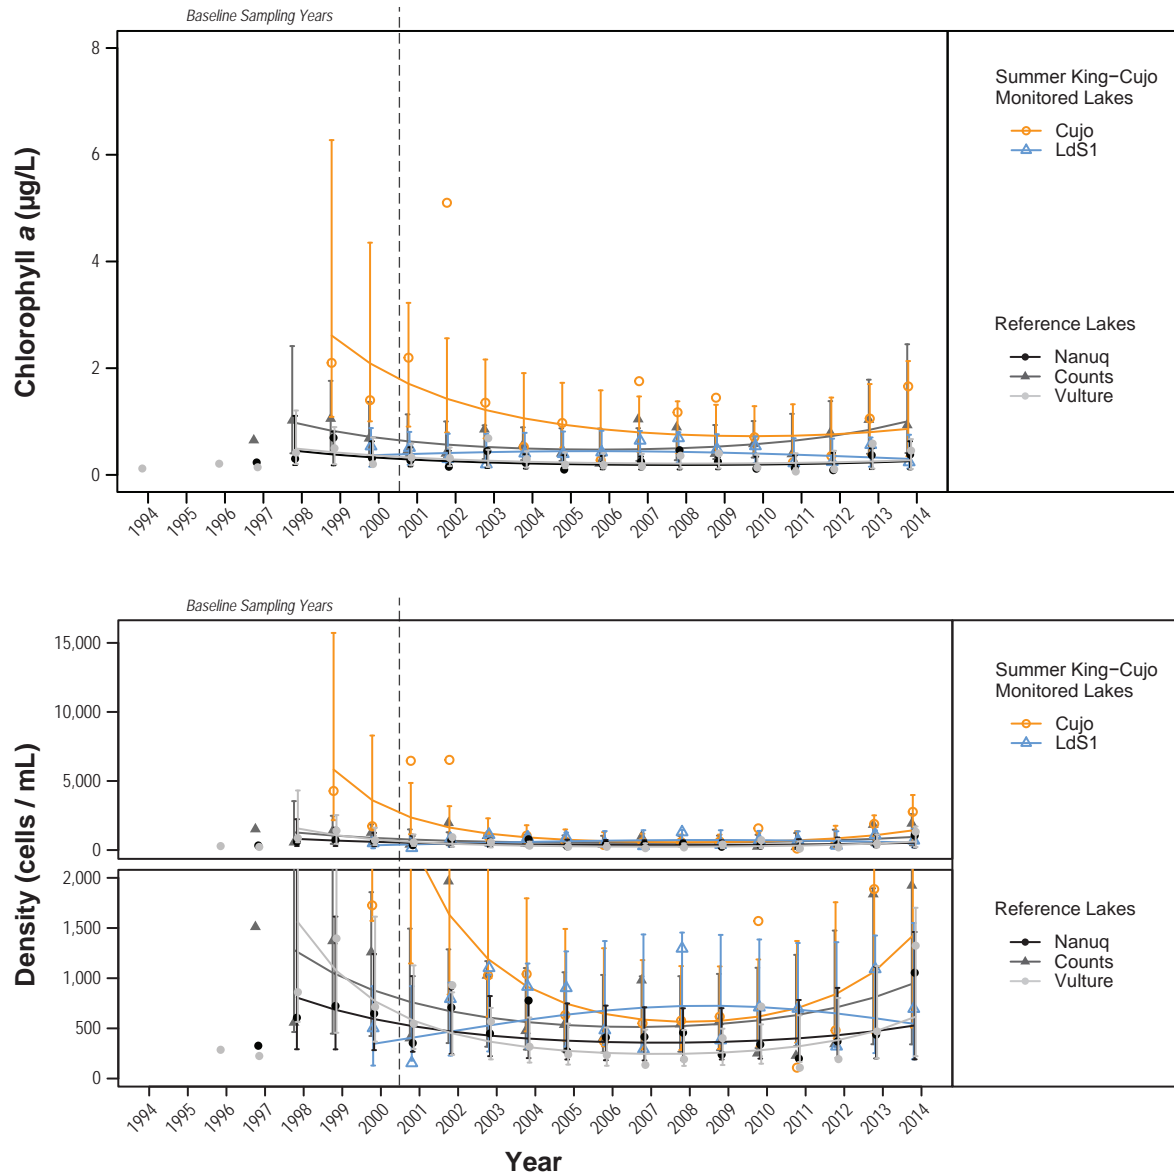 Baseline Sampling Years
Chlorophyll a (µg/L)
8
6
4
2
0
1994 1995 1996 1997 1998 1999 2000 2001 2002 2003 2004 2005 2006 2007 2008 2009 2010 2011 2012 2013 2014
Summer King−Cujo
Monitored Lakes
Cujo
LdS1
Reference Lakes
Nanuq
Counts
Vulture
Baseline Sampling Years
Density (cells / mL)
15,000
10,000
5,000
0
2,000
1,500
1,000
500
0
1994 1995 1996 1997 1998 1999 2000 2001 2002 2003 2004 2005 2006 2007 2008 2009 2010 2011 2012 2013 2014
Year
Summer King−Cujo
Monitored Lakes
Cujo
LdS1
Reference Lakes
Nanuq
Counts
Vulture